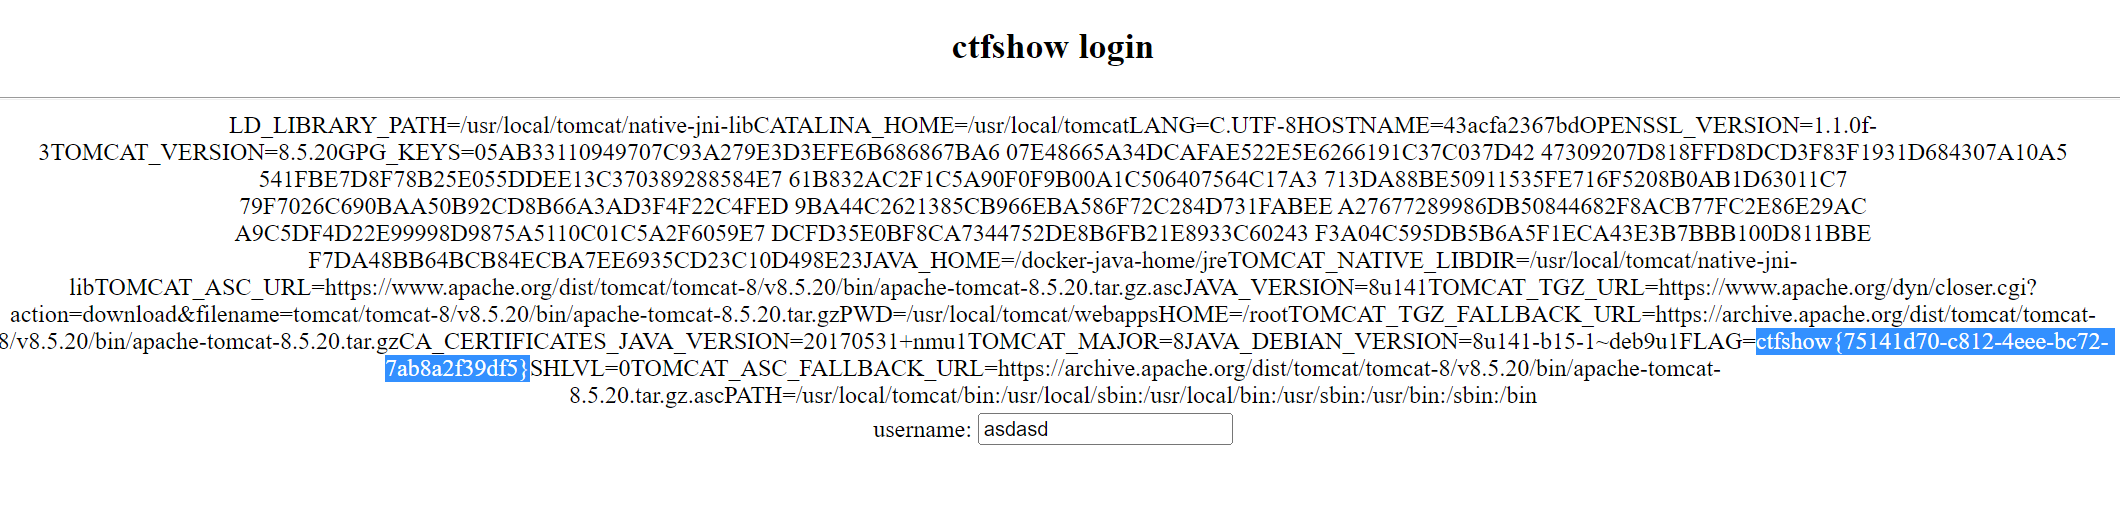 ctfshow login
LD_LIBRARY_PATH=/usr/local/tomcat/native-jni-libCATALINA_HOME=/usr/local/tomcatLANG=C.UTF-8HOSTNAME=43acfa2367bdOPENSSL_VERSION=1.1.0f-
3TOMCAT_VERSION=8.5.20GPG_KEYS=05AB33110949707C93A279E3D3EFE6B686867BA6 07E48665A34DCAFAE522E5E6266191C37C037D42 47309207D818FFD8DCD3F83F1931D684307A10A5
541FBE7D8F78B25E055DDEE13C370389288584E7 61B832AC2F1C5A90F0F9B00A1C506407564C17A3 713DA88BE50911535FE716F5208B0AB1D63011C7
79F7026C690BAA50B92CD8B66A3AD3F4F22C4FED 9BA44C2621385CB966EBA586F72C284D731FABEE A27677289986DB50844682F8ACB77FC2E86E29AC
A9C5DF4D22E99998D9875A5110C01C5A2F6059E7 DCFD35E0BF8CA7344752DE8B6FB21E8933C60243 F3A04C595DB5B6A5F1ECA43E3B7BBB100D811BBE
F7DA48BB64BCB84ECBA7EE6935CD23C10D498E23JAVA_HOME=/docker-java-home/jreTOMCAT_NATIVE_LIBDIR=/usr/local/tomcat/native-jni-
libTOMCAT_ASC_URL=https://www.apache.org/dist/tomcat/tomcat-8/v8.5.20/bin/apache-tomcat-8.5.20.tar.gz.ascJAVA_VERSION=8u141TOMCAT_TGZ_URL=https://www.apache.org/dyn/closer.cgi?
action=download&filename=tomcat/tomcat-8/v8.5.20/bin/apache-tomcat-8.5.20.tar.gzPWD=/usr/local/tomcat/webappsHOME=/rootTOMCAT_TGZ_FALLBACK_URL=https://archive.apache.org/dist/tomcat/tomcat-
8/v8.5.20/bin/apache-tomcat-8.5.20.tar.gzCA_CERTIFICATES_JAVA_VERSION=20170531+nmu1TOMCAT_MAJOR=8JAVA_DEBIAN_VERSION=8u141-b15-1~deb9u1FLAG=ctfshow{75141d70-c812-4eee-bc72-
7ab8a2f39df5}SHLVL=0TOMCAT_ASC_FALLBACK_URL=https://archive.apache.org/dist/tomcat/tomcat-8/v8.5.20/bin/apache-tomcat-
8.5.20.tar.gz.ascPATH=/usr/local/tomcat/bin:/usr/local/sbin:/usr/local/bin:/usr/sbin:/usr/bin:/sbin:/bin
username: asdasd